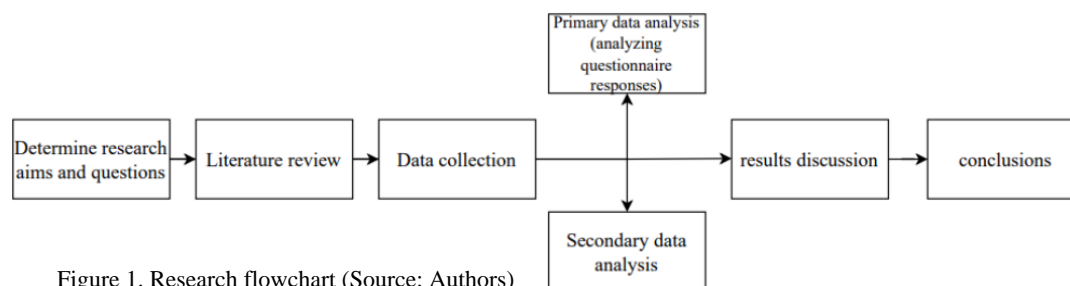 Primary data analysis
(analyzing
questionnaire
responses)
Determine research
aims and questions
Literature review
Data collection
results discussion
conclusions
Secondary data
analysis
Figure 1. Research flowchart (Source: Authors)